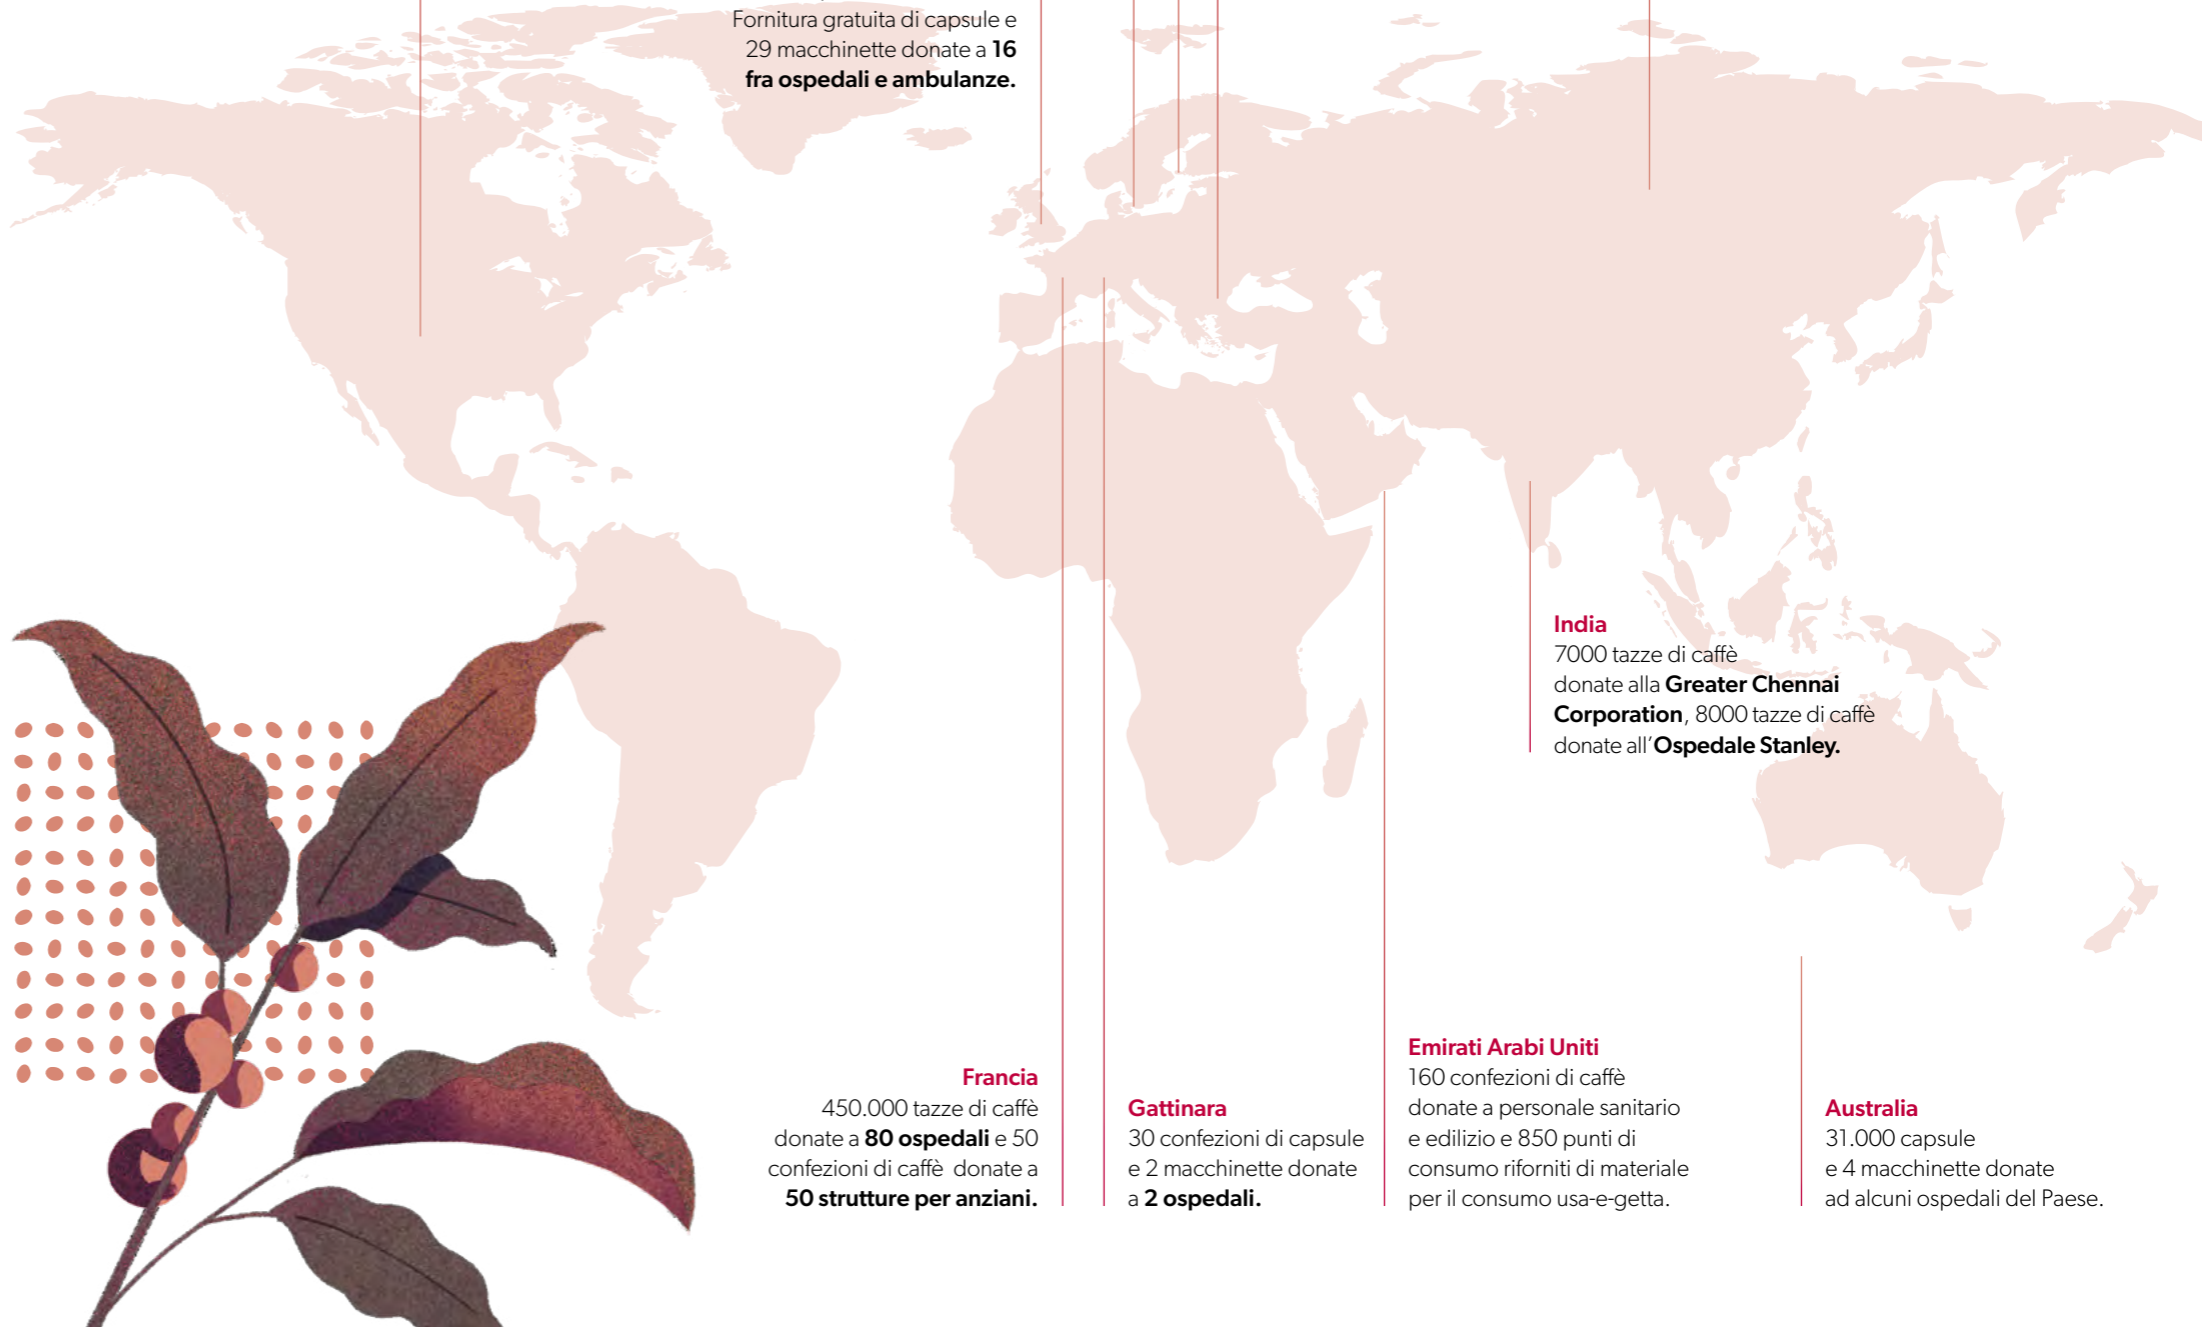 Fornitura gratuita di capsule e
29 macchinette donate a 16
fra ospedali e ambulanze.
India
7000 tazze di caffè
donate alla Greater Chennai
Corporation, 8000 tazze di caffè
donate all'Ospedale Stanley.
Francia
450.000 tazze di caffè
donate a 80 ospedali e 50
confezioni di caffè donate a
50 strutture per anziani.
Gattinara
30 confezioni di capsule
e 2 macchinette donate
a 2 ospedali.
Emirati Arabi Uniti
160 confezioni di caffè
donate a personale sanitario
e edilizio e 850 punti di
consumo riforniti di materiale
per il consumo usa-e-getta.
Australia
31.000 capsule
e 4 macchinette donate
ad alcuni ospedali del Paese.